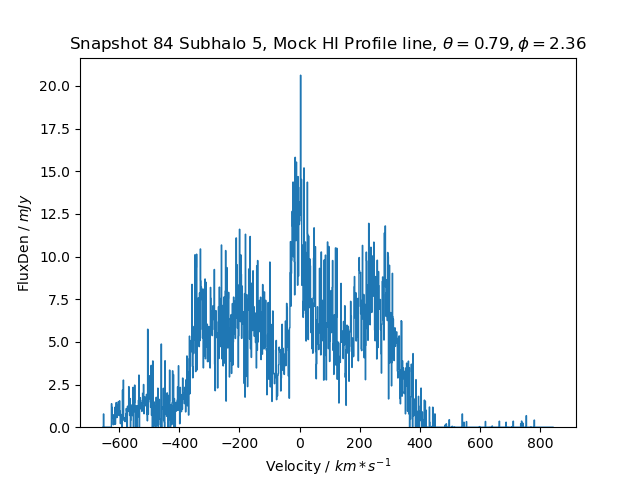 Snapshot 84 Subhalo 5, Mock HI Profile line, θ = 0.79, ϕ = 2.36
FluxDen / mJy
20.0
17.5
15.0
12.5
10.0
7.5
5.0
2.5
0.0
−600 −400 −200 0 200 400 600 800
Velocity / km * s⁻¹